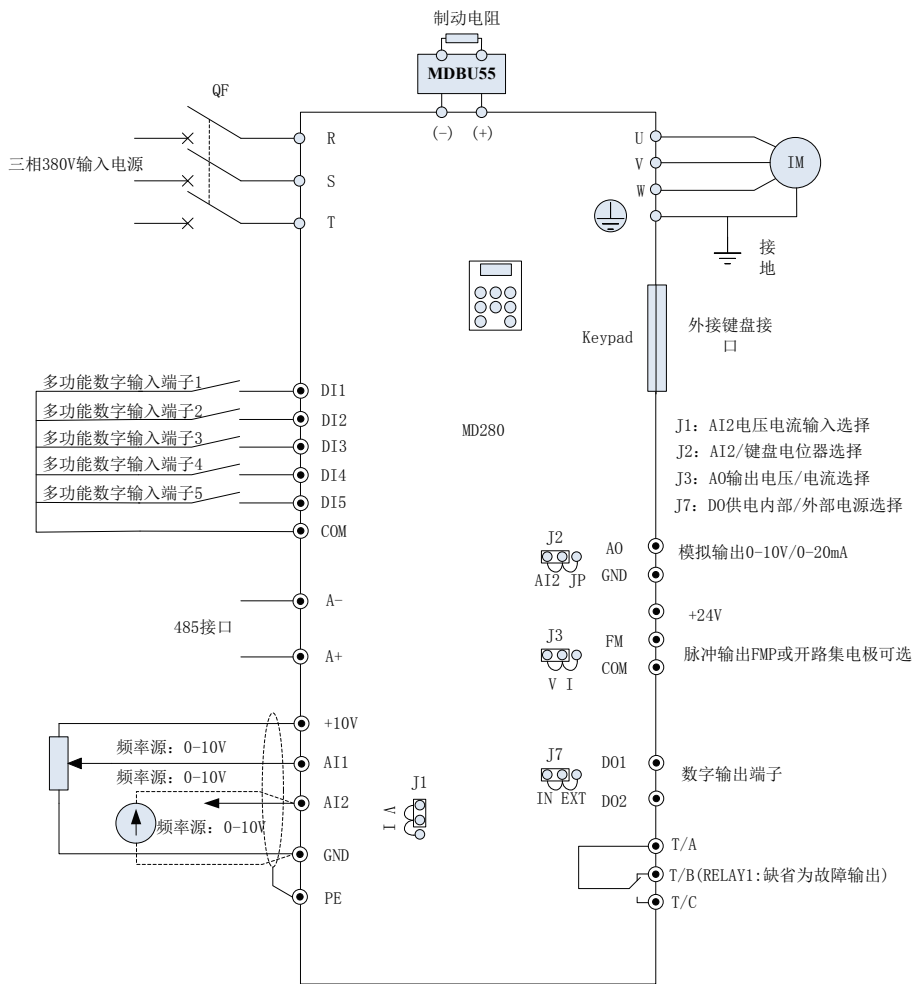 制动电阻
MDBU55
(-)
(+)
QF
三相380V输入电源
R
S
T
U
V
W
IM
接
地
Keypad
外接键盘接
口
MD280
多功能数字输入端子1
DI1
多功能数字输入端子2
DI2
多功能数字输入端子3
DI3
多功能数字输入端子4
DI4
多功能数字输入端子5
DI5
COM
J1：AI2电压电流输入选择
J2：AI2/键盘电位器选择
J3：AO输出电压/电流选择
J7：DO供电内部/外部电源选择
J2
AI2 JP
AO
GND
模拟输出0-10V/0-20mA
+24V
485接口
A-
A+
J3
V I
FM
COM
脉冲输出FMP或开路集电极可选
+10V
频率源：0-10V
AI1
频率源：0-10V
AI2
频率源：0-10V
GND
PE
J1
V
I
J7
IN EXT
DO1
DO2
数字输出端子
T/A
T/B(RELAY1:缺省为故障输出)
T/C